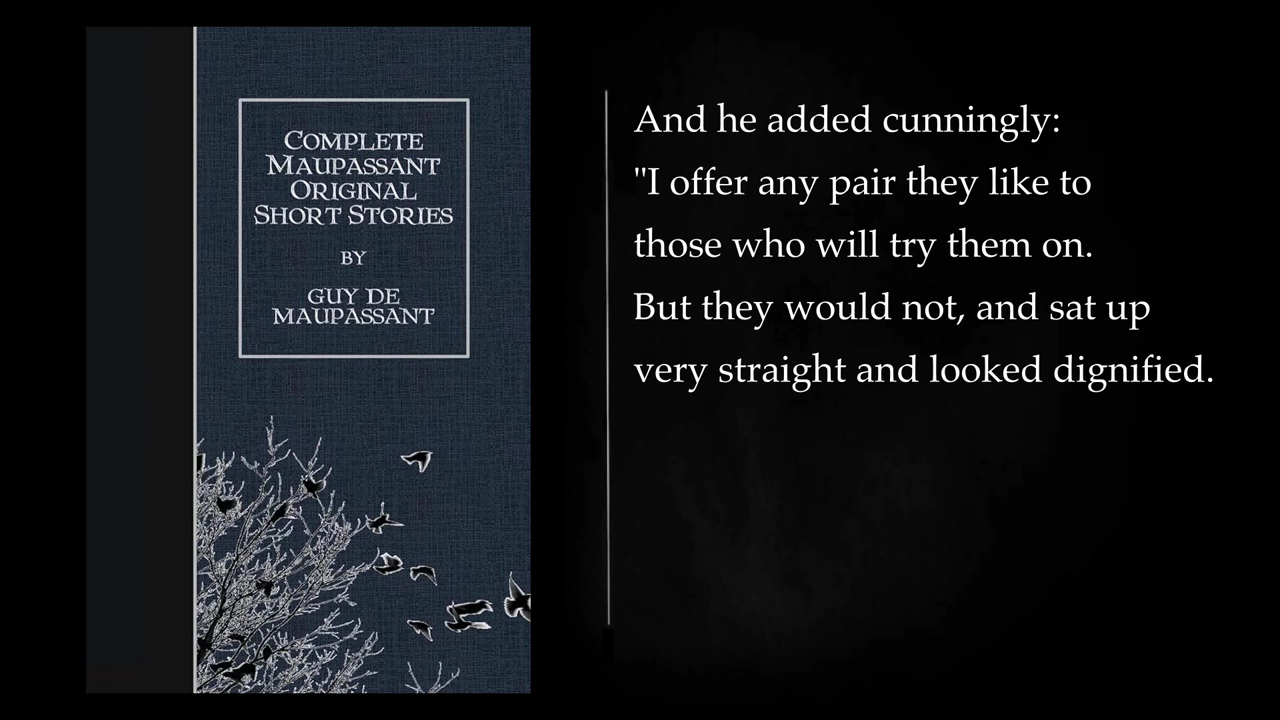 COMPLETE
MAUPASSANT
ORIGINAL
SHORT STORIES
BY
GUY DE
MAUPASSANT
And he added cunningly:
"I offer any pair they like to
those who will try them on.
But they would not, and sat up
very straight and looked dignified.